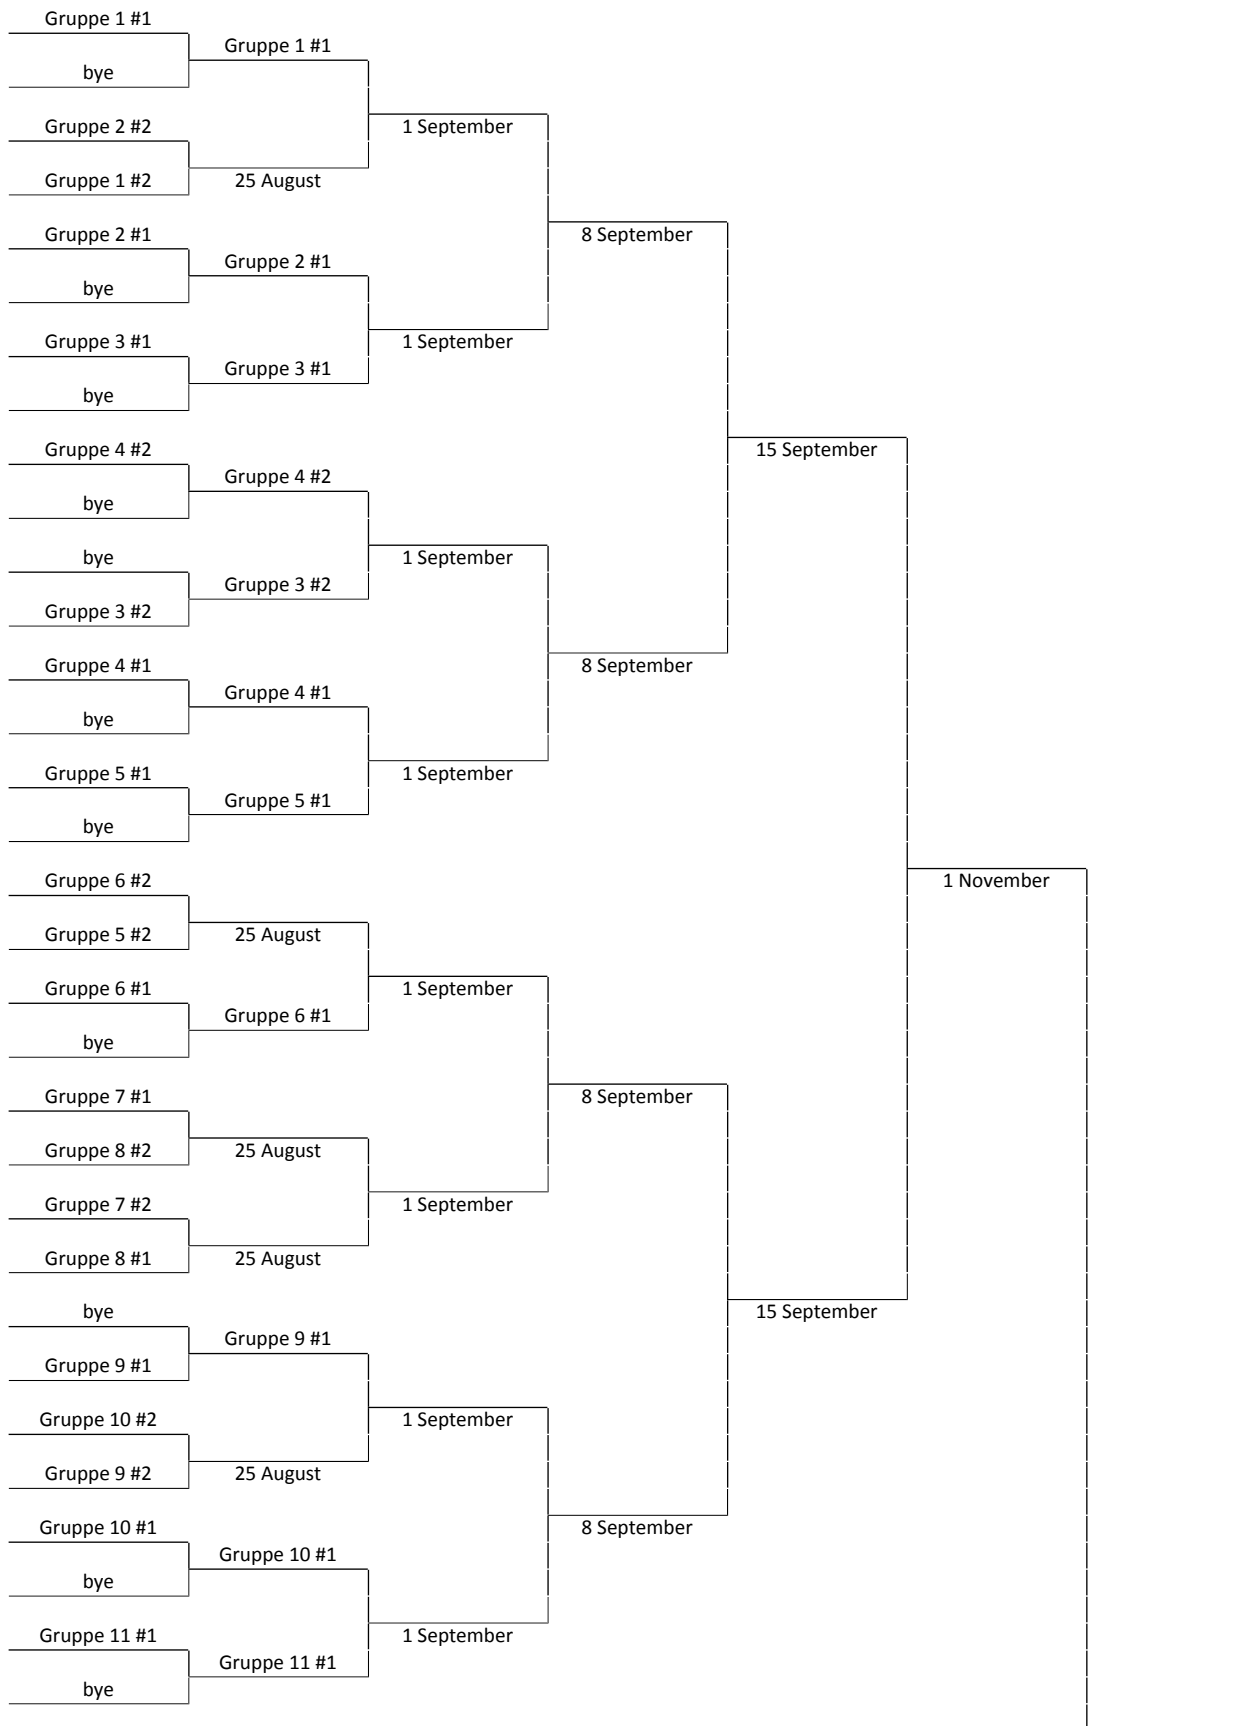 Gruppe 1 #1
Gruppe 1 #1
bye
Gruppe 2 #2
1 September
Gruppe 1 #2
25 August
Gruppe 2 #1
8 September
Gruppe 2 #1
bye
Gruppe 3 #1
1 September
Gruppe 3 #1
bye
Gruppe 4 #2
15 September
Gruppe 4 #2
bye
bye
1 September
Gruppe 3 #2
Gruppe 3 #2
Gruppe 4 #1
8 September
Gruppe 4 #1
bye
Gruppe 5 #1
1 September
Gruppe 5 #1
bye
Gruppe 6 #2
1 November
Gruppe 5 #2
25 August
Gruppe 6 #1
1 September
Gruppe 6 #1
bye
Gruppe 7 #1
8 September
Gruppe 8 #2
25 August
Gruppe 7 #2
1 September
Gruppe 8 #1
25 August
bye
15 September
Gruppe 9 #1
Gruppe 9 #1
Gruppe 10 #2
1 September
Gruppe 9 #2
25 August
Gruppe 10 #1
8 September
Gruppe 10 #1
bye
Gruppe 11 #1
1 September
Gruppe 11 #1
bye